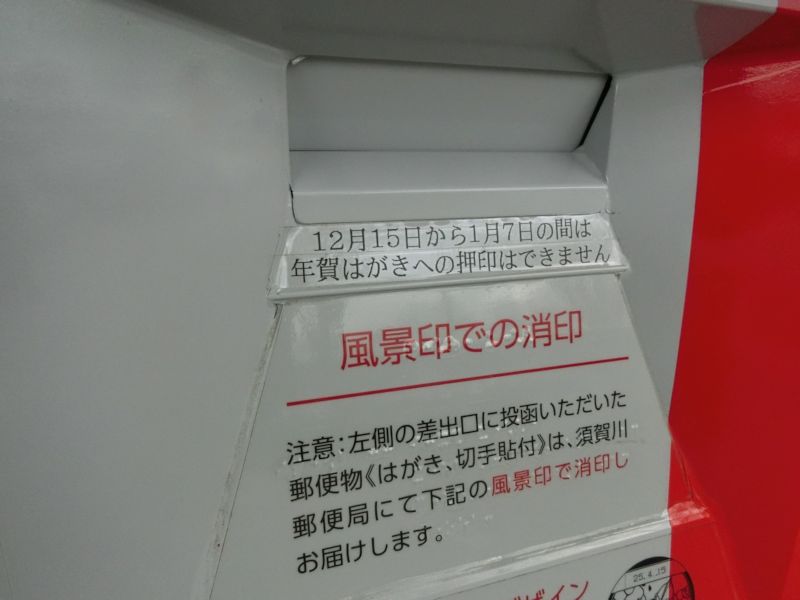 12月15日から1月7日の間は
年賀はがきへの押印はできません
風景印での消印
注意:左側の差出口に投函いただいた
郵便物《はがき、切手貼付》は、須賀川
郵便局にて下記の風景印で消印し
お届けします。
25.4.15